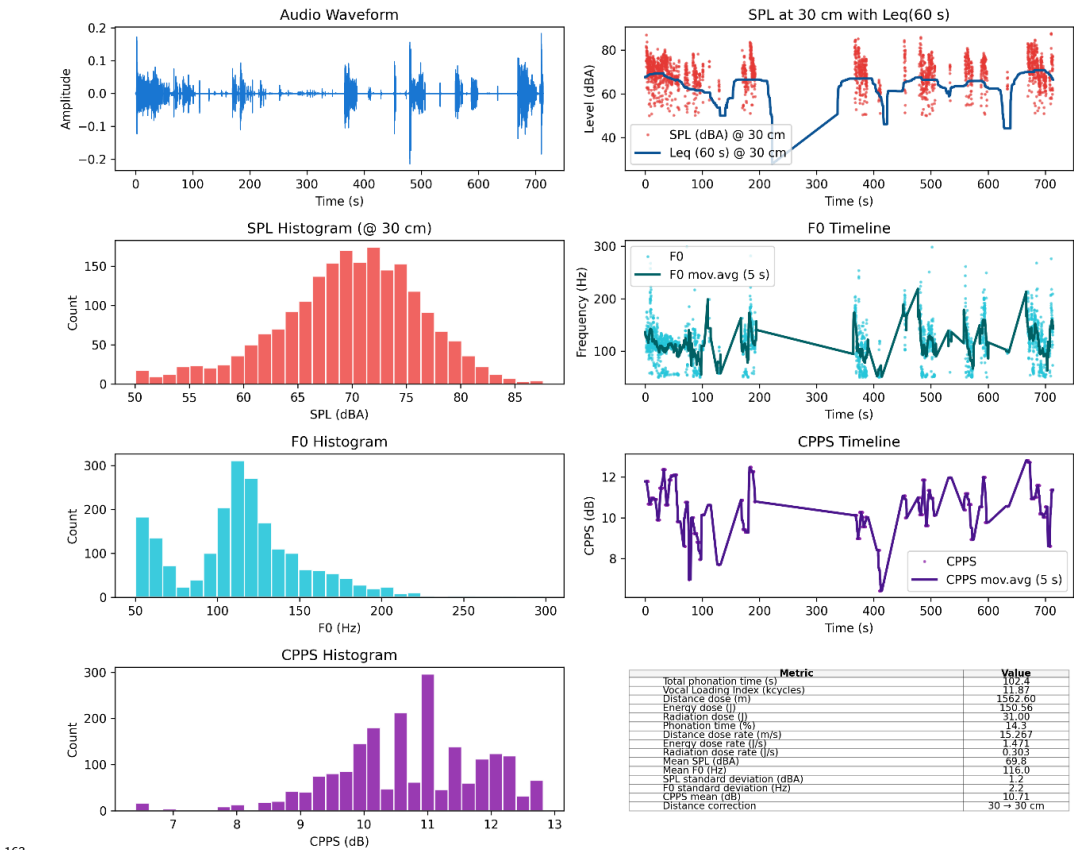 Audio Waveform
0.2
0.1
0.0
−0.1
−0.2
Amplitude
0 100 200 300 400 500 600 700
Time (s)
SPL at 30 cm with Leq(60 s)
80
60
40
Level (dBA)
SPL (dBA) @ 30 cm
Leq (60 s) @ 30 cm
0 100 200 300 400 500 600 700
Time (s)
SPL Histogram (@ 30 cm)
150
100
50
0
Count
50 55 60 65 70 75 80 85
SPL (dBA)
F0 Timeline
300
200
100
Frequency (Hz)
F0
F0 mov.avg (5 s)
0 100 200 300 400 500 600 700
Time (s)
F0 Histogram
300
200
100
0
Count
50 100 150 200 250 300
F0 (Hz)
CPPS Timeline
12
10
8
CPPS (dB)
CPPS
CPPS mov.avg (5 s)
0 100 200 300 400 500 600 700
Time (s)
CPPS Histogram
300
200
100
0
Count
7 8 9 10 11 12 13
CPPS (dB)
Metric Value
Total phonation time (s) 102.4
Vocal Loading Index (kcycles) 11.87
Distance dose (m) 1562.60
Energy dose (J) 150.56
Radiation dose (J) 31.00
Phonation time (%) 14.3
Distance dose rate (m/s) 15.267
Energy dose rate (J/s) 1.471
Radiation dose rate (J/s) 0.303
Mean SPL (dBA) 69.8
Mean F0 (Hz) 116.0
SPL standard deviation (dBA) 1.2
F0 standard deviation (Hz) 2.2
CPPS mean (dB) 10.71
Distance correction 30 → 30 cm